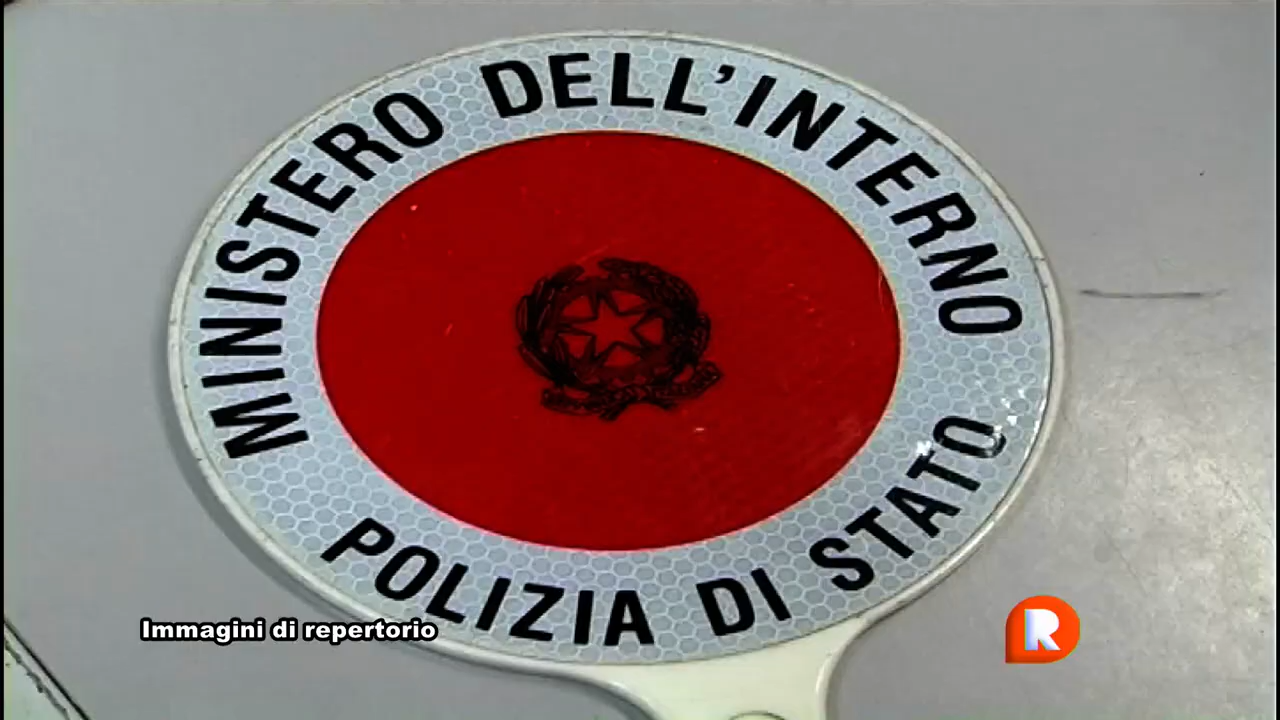 MINISTERO DELL'INTERNO
POLIZIA DI STATO
Immagini di repertorio
R